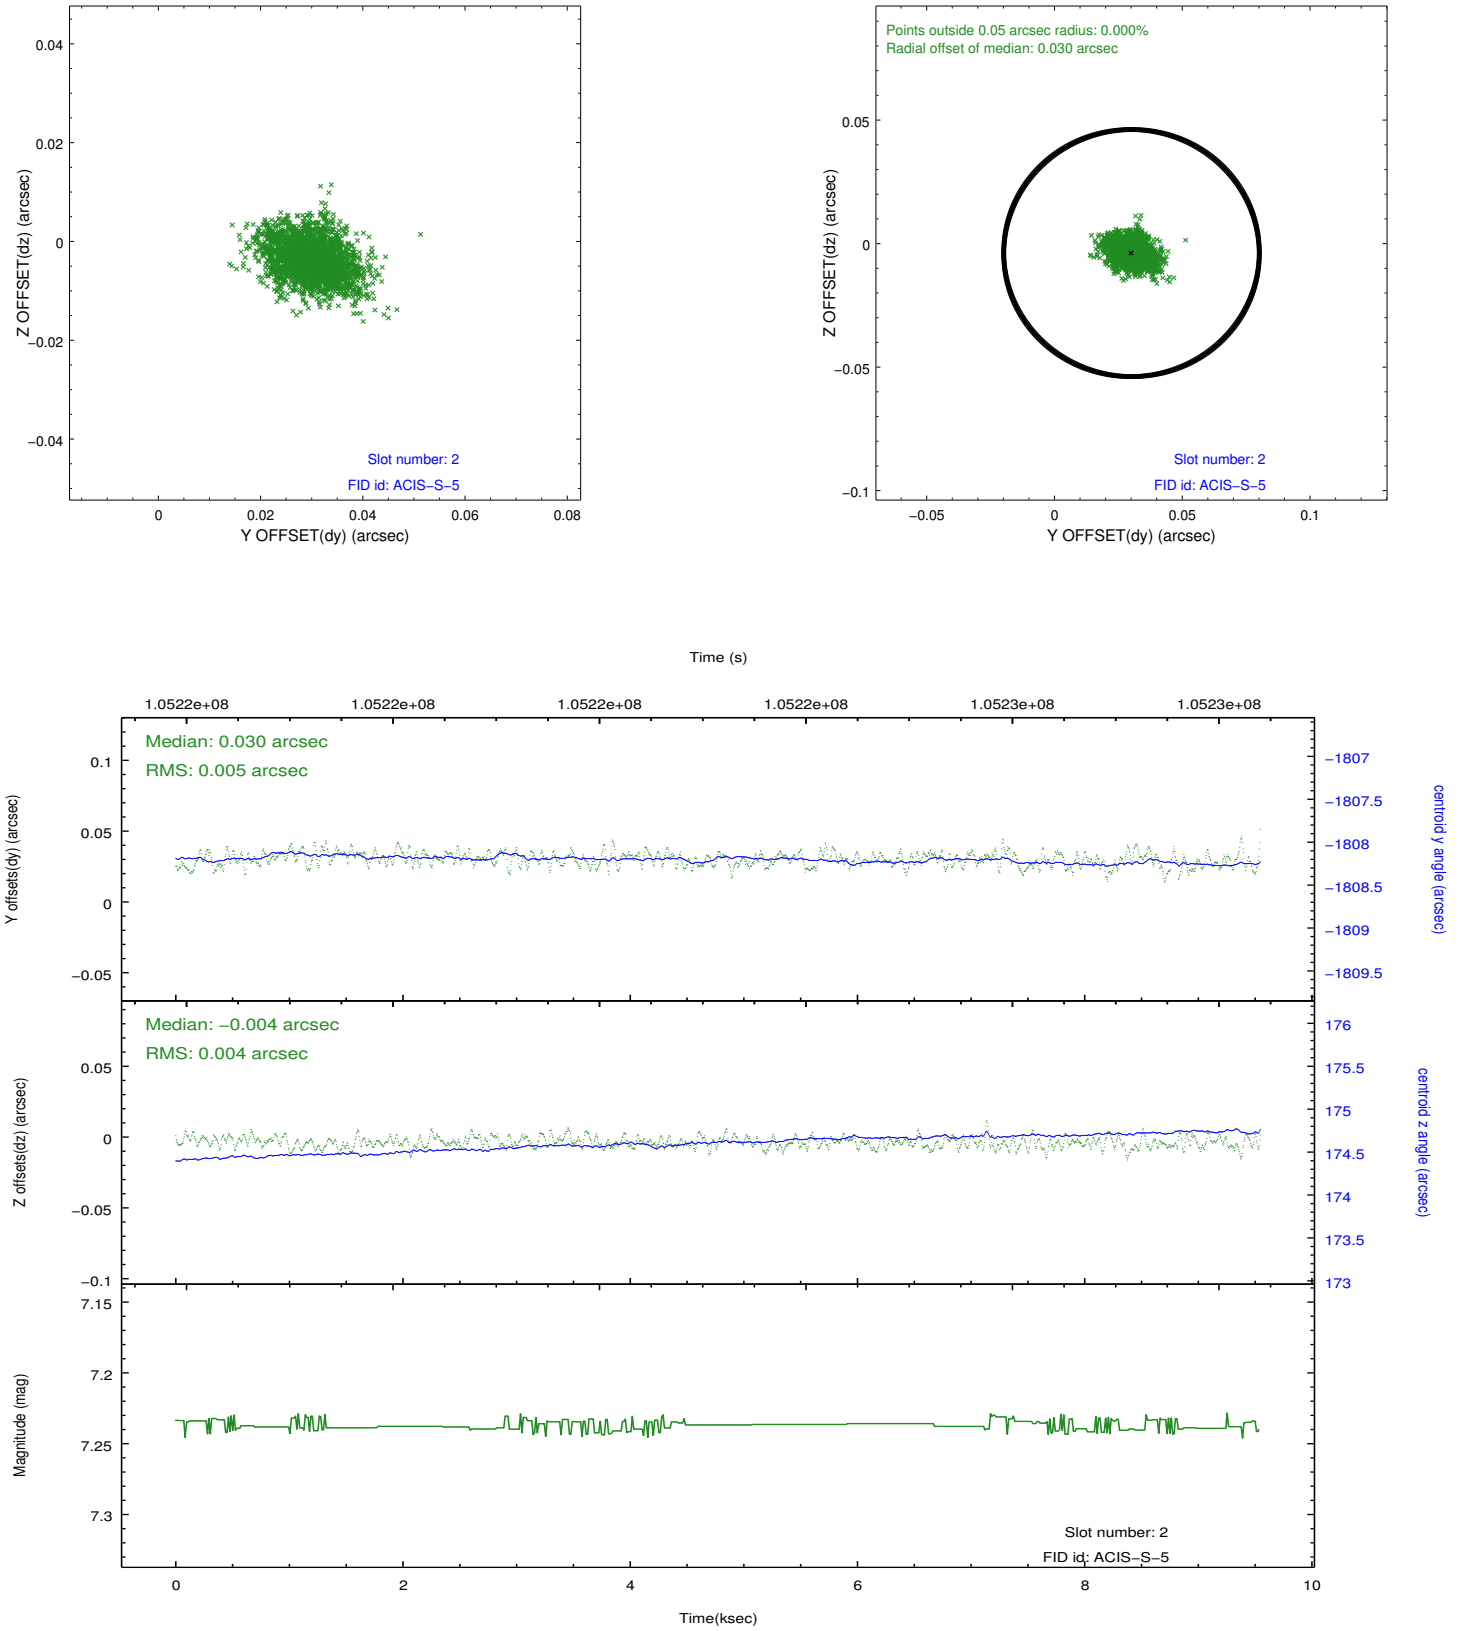 0.04
0.02
0
−0.02
−0.04
Z OFFSET(dz) (arcsec)
Slot number: 2
FID id: ACIS−S−5
0
0.02
0.04
0.06
0.08
Y OFFSET(dy) (arcsec)
Points outside 0.05 arcsec radius: 0.000%
Radial offset of median: 0.030 arcsec
0.05
0
−0.05
−0.1
Z OFFSET(dz) (arcsec)
Slot number: 2
FID id: ACIS−S−5
−0.05
0
0.05
0.1
Y OFFSET(dy) (arcsec)
Time (s)
1.0522e+08
1.0522e+08
1.0522e+08
1.0522e+08
1.0523e+08
1.0523e+08
Median: 0.030 arcsec
RMS: 0.005 arcsec
0.1
0.05
0
−0.05
Y offsets(dy) (arcsec)
−1807
−1807.5
−1808
−1808.5
−1809
−1809.5
centroid y angle (arcsec)
Median: −0.004 arcsec
RMS: 0.004 arcsec
0.05
0
−0.05
−0.1
Z offsets(dz) (arcsec)
176
175.5
175
174.5
174
173.5
173
centroid z angle (arcsec)
7.15
7.2
7.25
7.3
Magnitude (mag)
Slot number: 2
FID id: ACIS−S−5
0
2
4
6
8
10
Time(ksec)